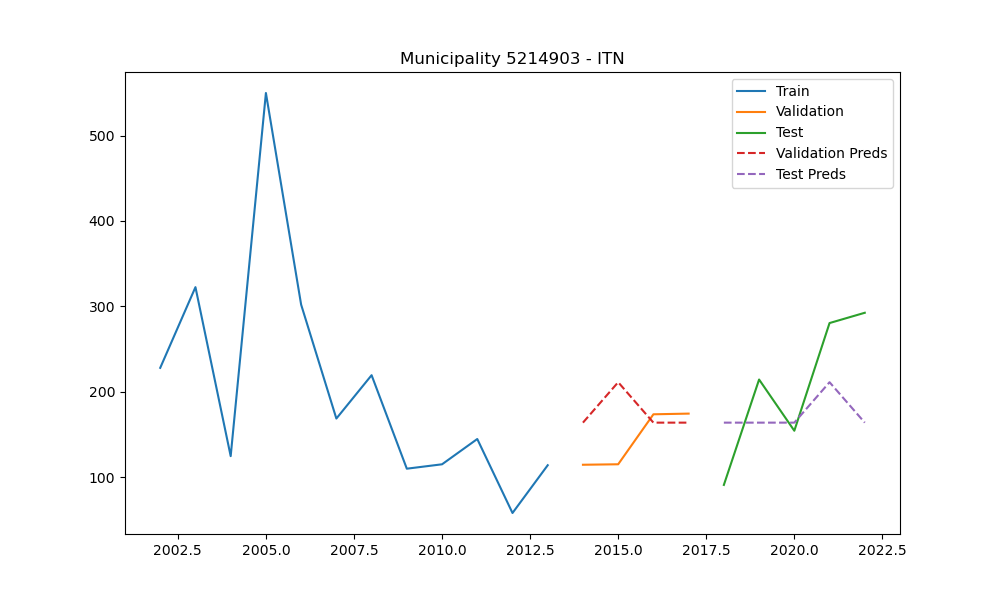 Municipality 5214903 - ITN
Train
Validation
Test
Validation Preds
Test Preds
500
400
300
200
100
2002.5 2005.0 2007.5 2010.0 2012.5 2015.0 2017.5 2020.0 2022.5